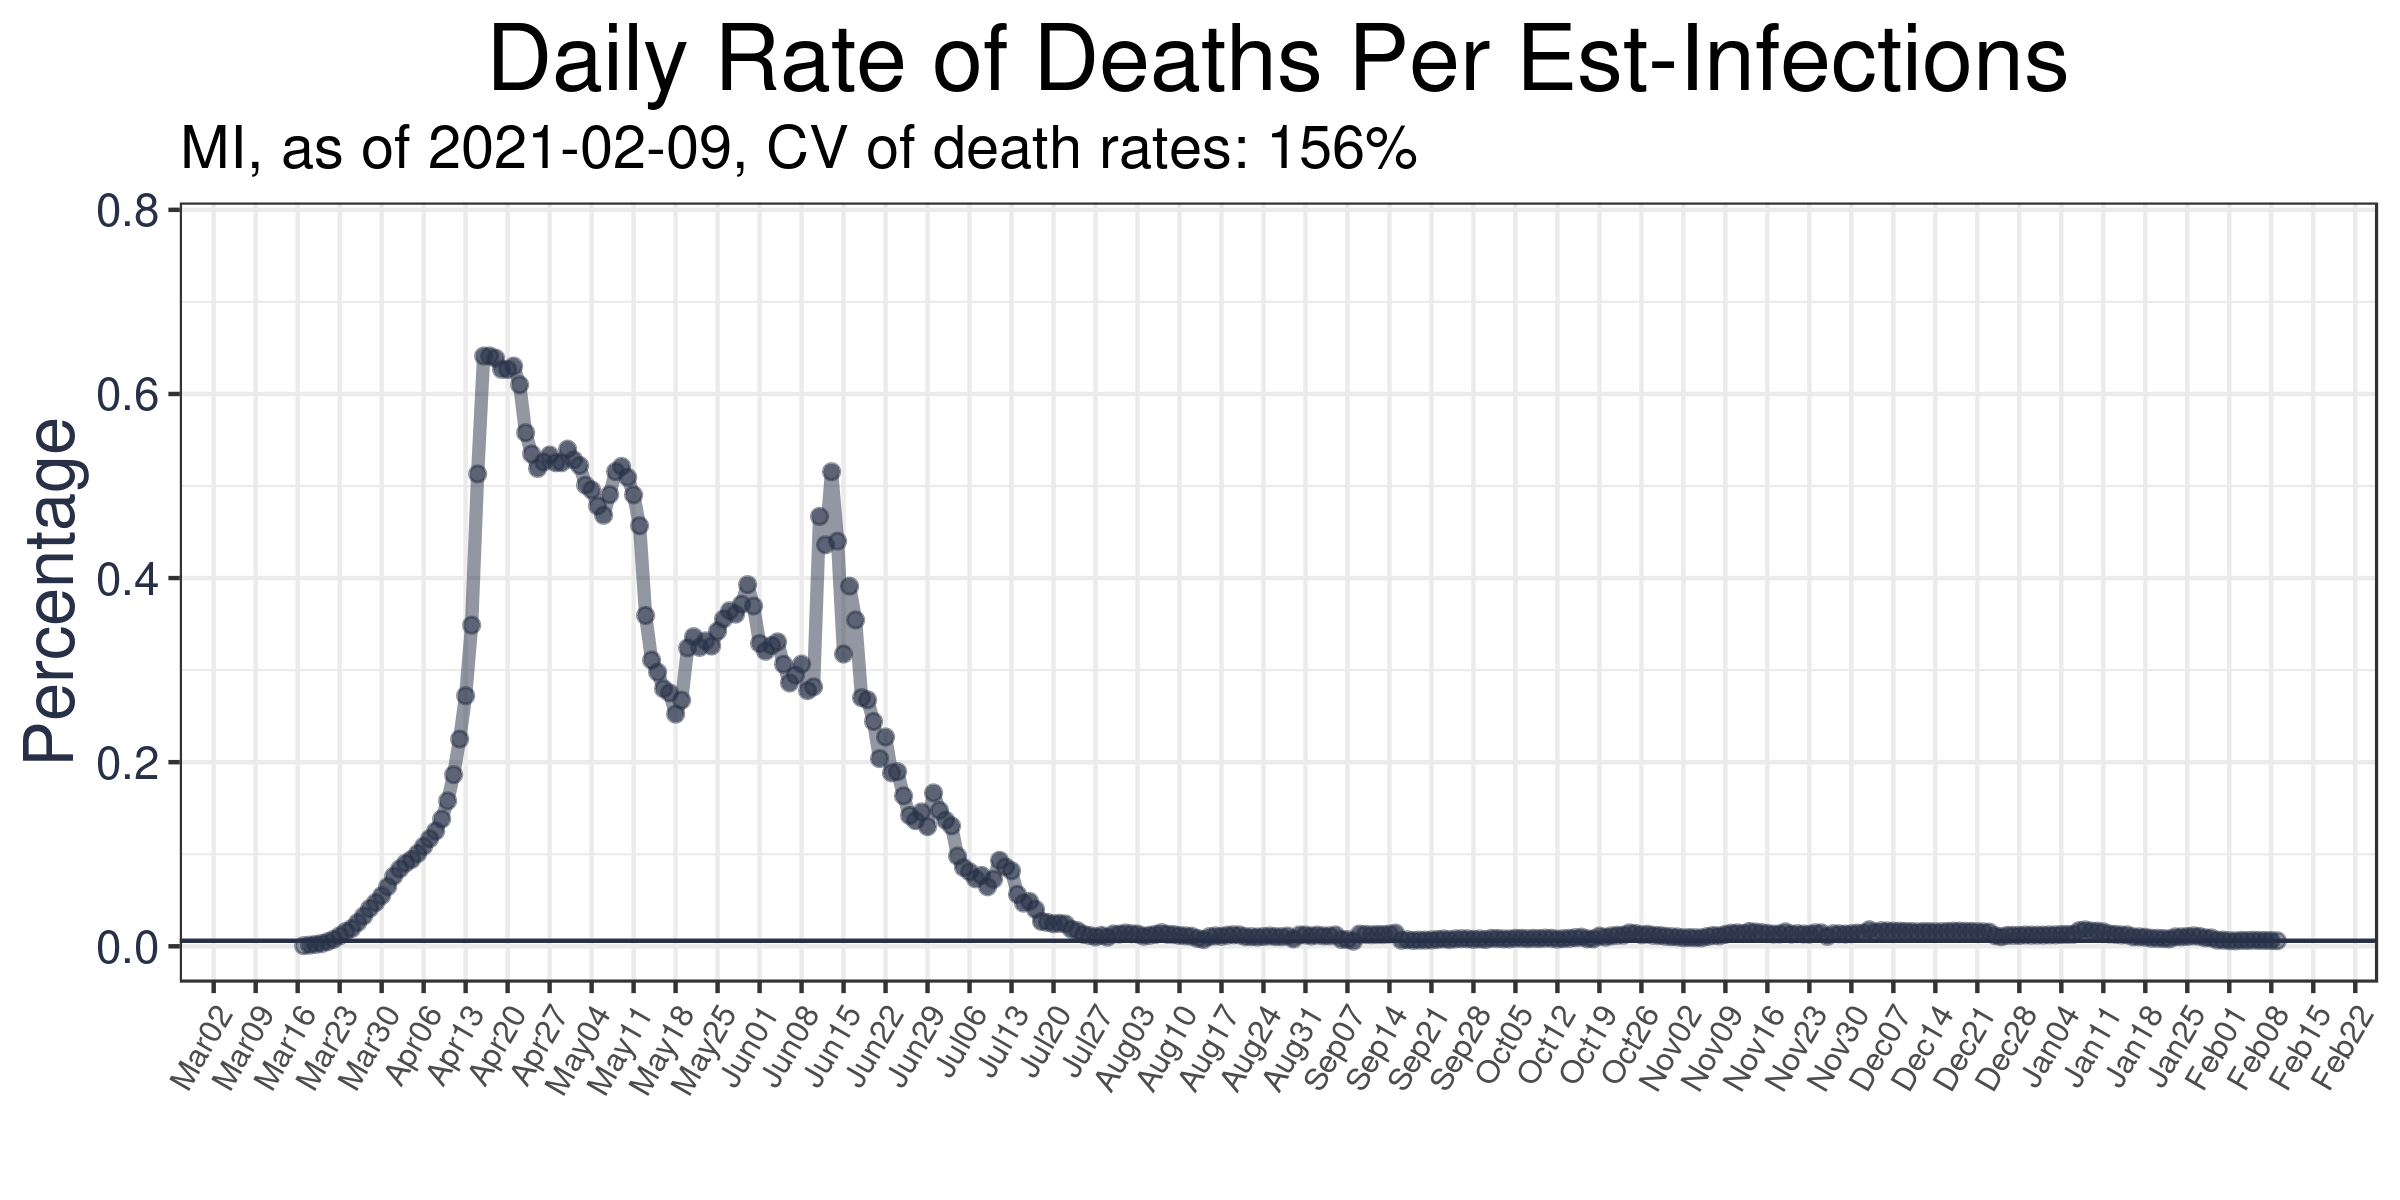 Daily Rate of Deaths Per Est-Infections
MI, as of 2021-02-09, CV of death rates: 156%
Percentage
0.8
0.6
0.4
0.2
0.0
Mar02
Mar09
Mar16
Mar23
Mar30
Apr06
Apr13
Apr20
Apr27
May04
May11
May18
May25
Jun01
Jun08
Jun15
Jun22
Jun29
Jul06
Jul13
Jul20
Jul27
Aug03
Aug10
Aug17
Aug24
Aug31
Sep07
Sep14
Sep21
Sep28
Oct05
Oct12
Oct19
Oct26
Nov02
Nov09
Nov16
Nov23
Nov30
Dec07
Dec14
Dec21
Dec28
Jan04
Jan11
Jan18
Jan25
Feb01
Feb08
Feb15
Feb22